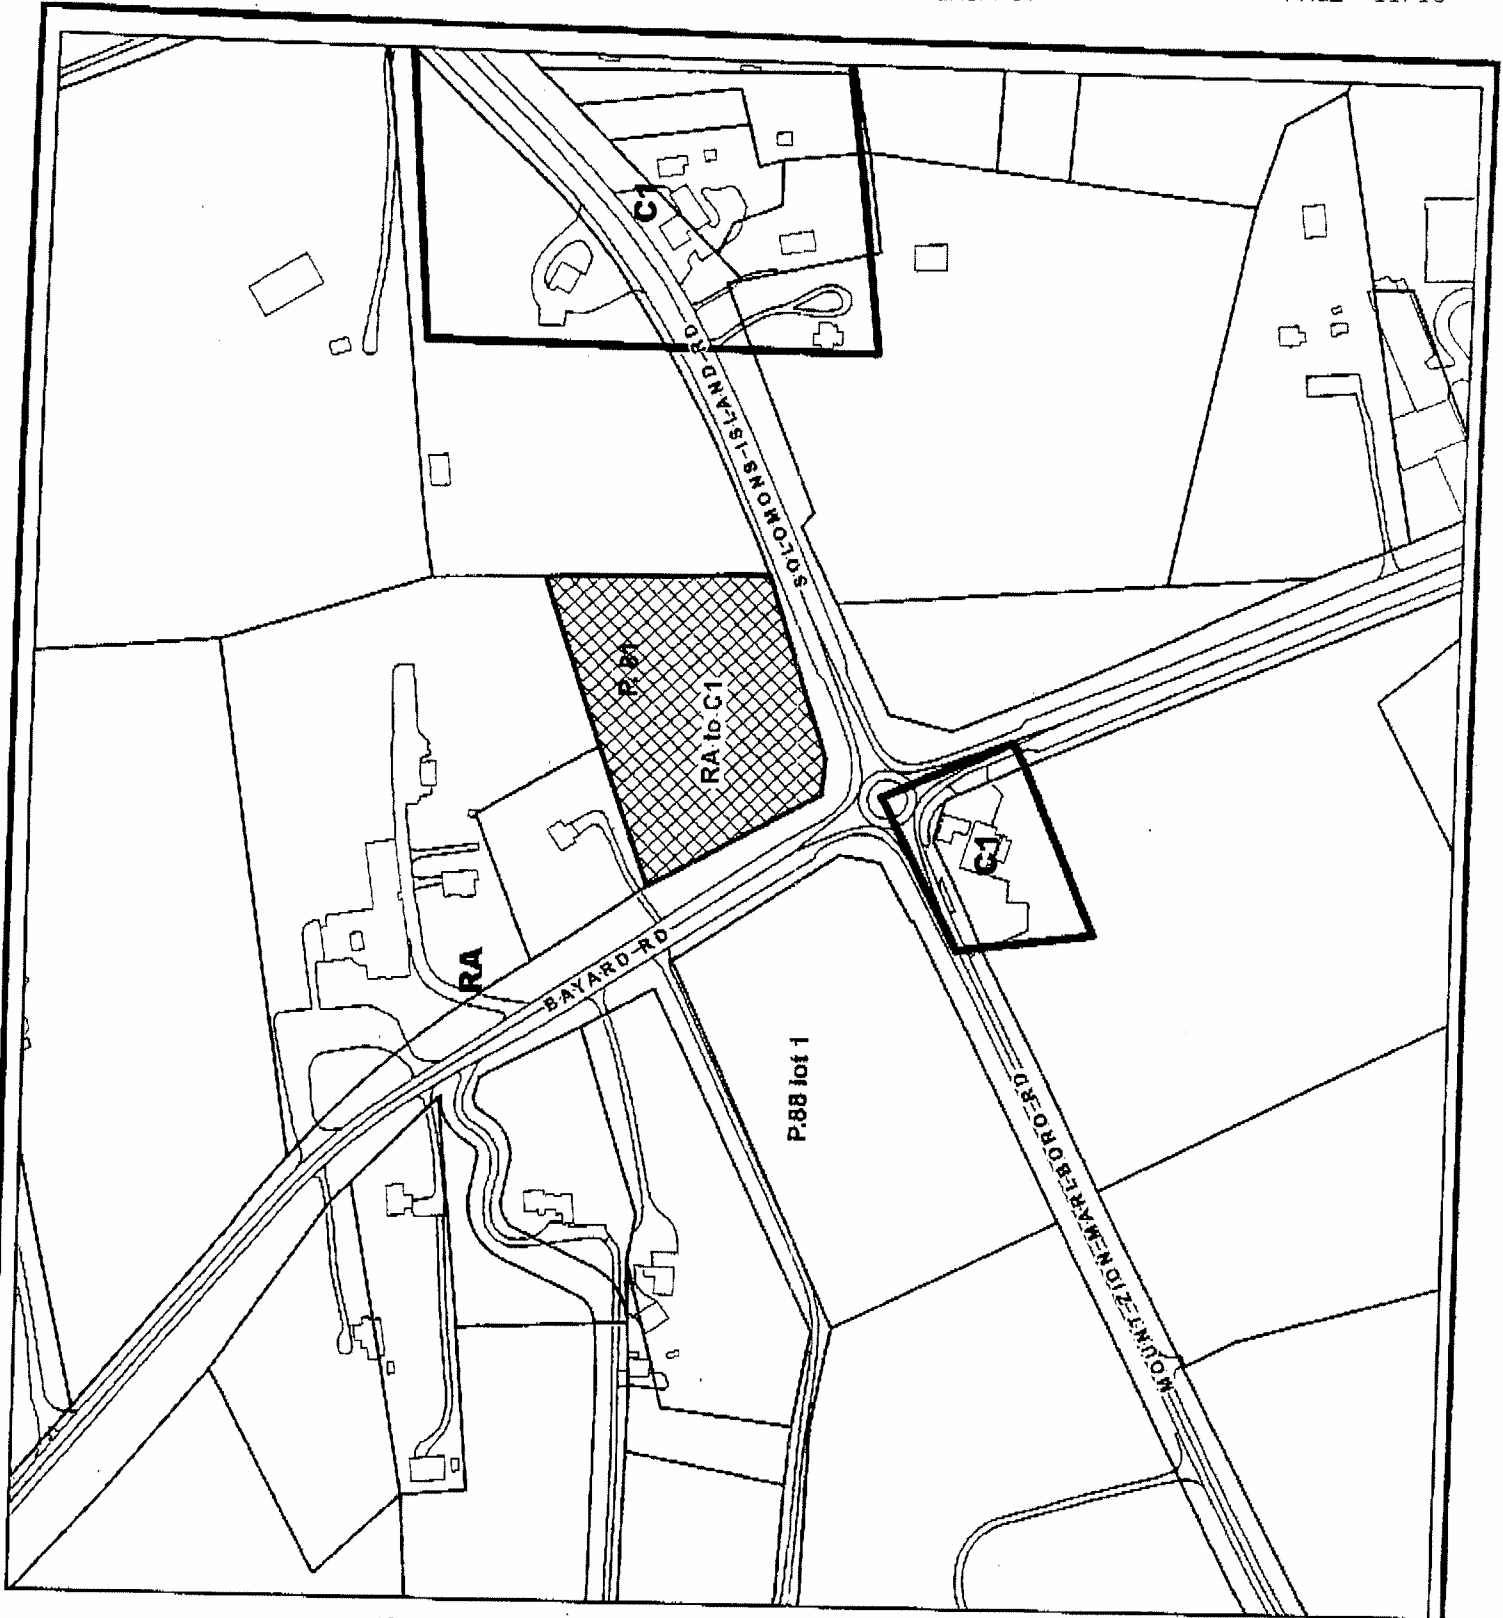 C1
SOLOMONS-ISLAND-RD
P. 81
RA to C1
C1
RA
BAYARD-RD
P.88 lot 1
MOUNT-ZION-MARLBORO-RD